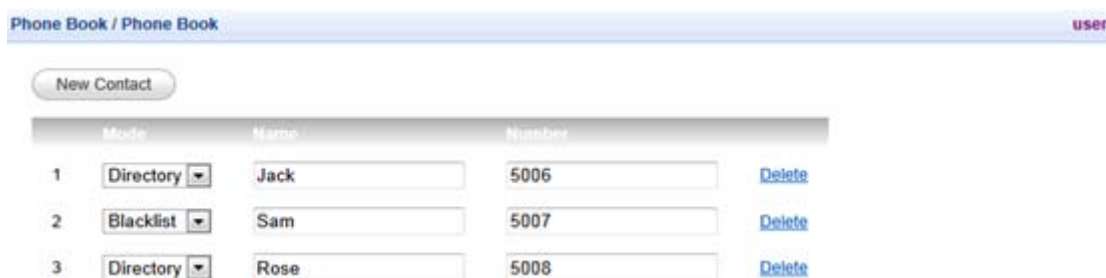 Phone Book / Phone Book user
New Contact
Mode Name Number
1 Directory Jack 5006 Delete
2 Blacklist Sam 5007 Delete
3 Directory Rose 5008 Delete